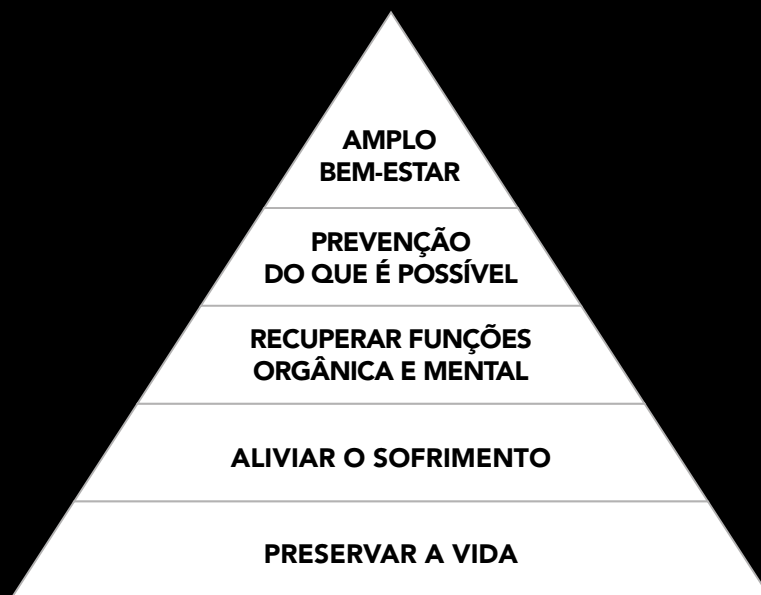 AMPLO
BEM-ESTAR
PREVENÇÃO
DO QUE É POSSÍVEL
RECUPERAR FUNÇÕES
ORGÂNICA E MENTAL
ALIVIAR O SOFRIMENTO
PRESERVAR A VIDA